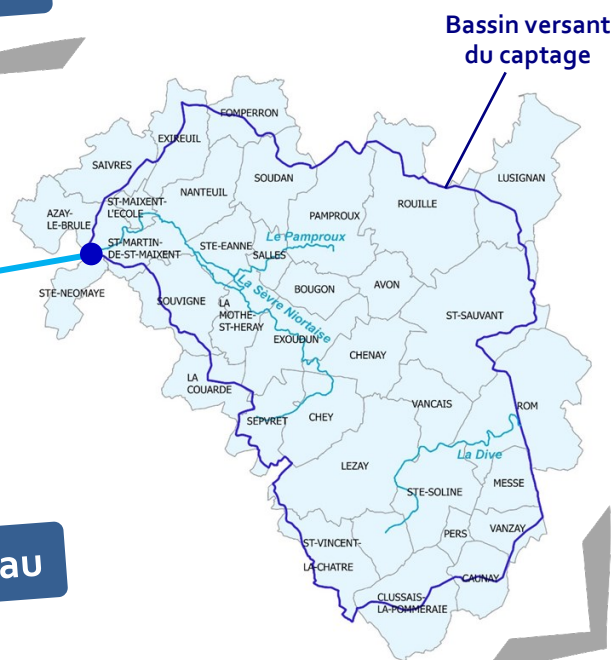 Bassin versant
du captage
FOMPERRON
EXIREUIL
LUSIGNAN
SAIVRES
SOUDAN
NANTEUIL
ROUILLE
ST-MAIXENT-
L'ECOLE
PAMPROUX
AZAY-
LE-BRULE
Le Pamproux
ST-MARTIN-
DE-ST-MAIXENT
STE-EANNE
SALLES
AVON
BOUGON
STE-NEOMAYE
SOUVIGNE
LA
MOTHE-
ST-HERAY
La Sèvre Niortaise
ST-SAUVANT
EXOUDUN
CHENAY
LA
COUARDE
VANCAIS
ROM
SEPVRET
CHEY
La Dive
LEZAY
MESSE
STE-SOLINE
VANZAY
PERS
ST-VINCENT-
LA-CHATRE
CAUNAY
CLUSSAIS-
LA-POMMERAIE
au